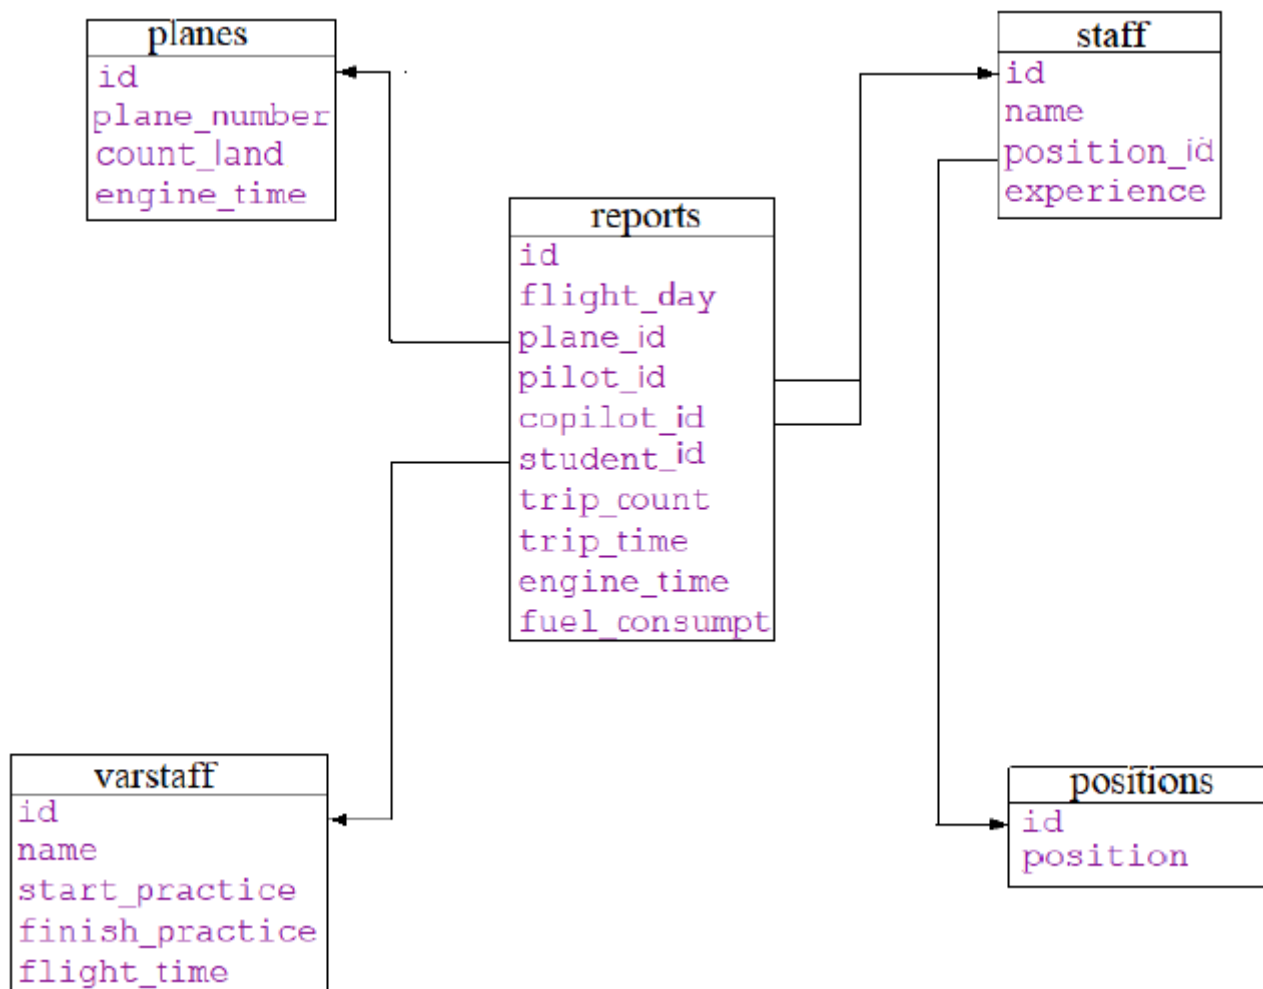 planes
id
plane_number
count_land
engine_time
staff
id
name
position_id
experience
reports
id
flight_day
plane_id
pilot_id
copilot_id
student_id
trip_count
trip_time
engine_time
fuel_consumpt
varstaff
id
name
start_practice
finish_practice
flight_time
positions
id
position